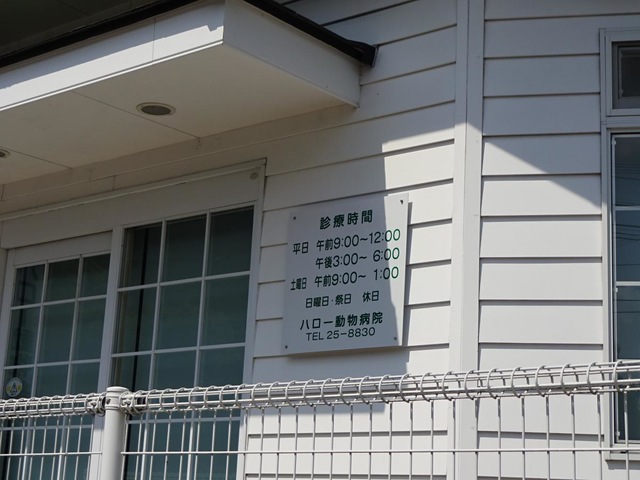 診療時間
平日 午前9:00～12:00
午後3:00～6:00
土曜日 午前9:00～1:00
日曜日・祭日 休日
ハロー動物病院
TEL 25-8830